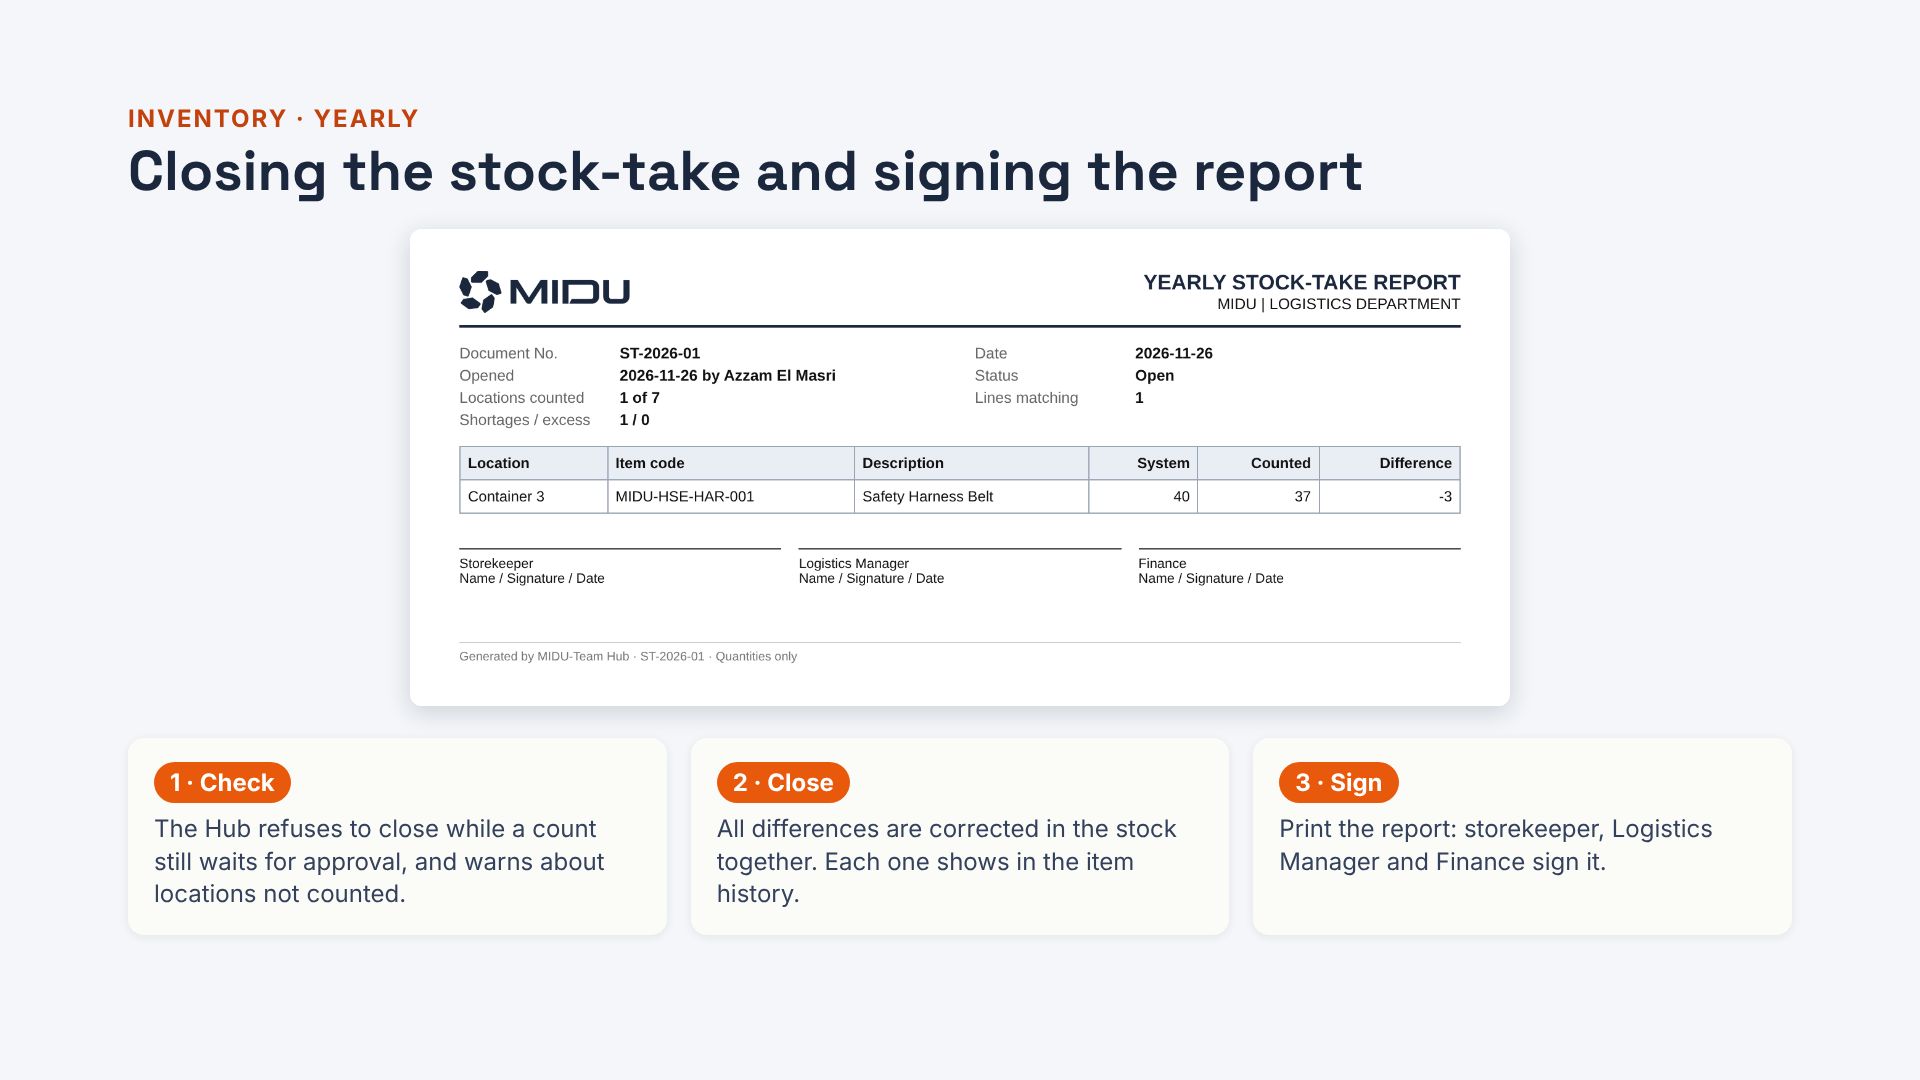 INVENTORY · YEARLY
Closing the stock-take and signing the report
MIDU
YEARLY STOCK-TAKE REPORT
MIDU | LOGISTICS DEPARTMENT
Document No. ST-2026-01 Date 2026-11-26
Opened 2026-11-26 by Azzam El Masri Status Open
Locations counted 1 of 7 Lines matching 1
Shortages / excess 1 / 0
Location Item code Description System Counted Difference
Container 3 MIDU-HSE-HAR-001 Safety Harness Belt 40 37 -3
Storekeeper Logistics Manager Finance
Name / Signature / Date Name / Signature / Date Name / Signature / Date
Generated by MIDU-Team Hub · ST-2026-01 · Quantities only
1 · Check
The Hub refuses to close while a count
still waits for approval, and warns about
locations not counted.
2 · Close
All differences are corrected in the stock
together. Each one shows in the item
history.
3 · Sign
Print the report: storekeeper, Logistics
Manager and Finance sign it.